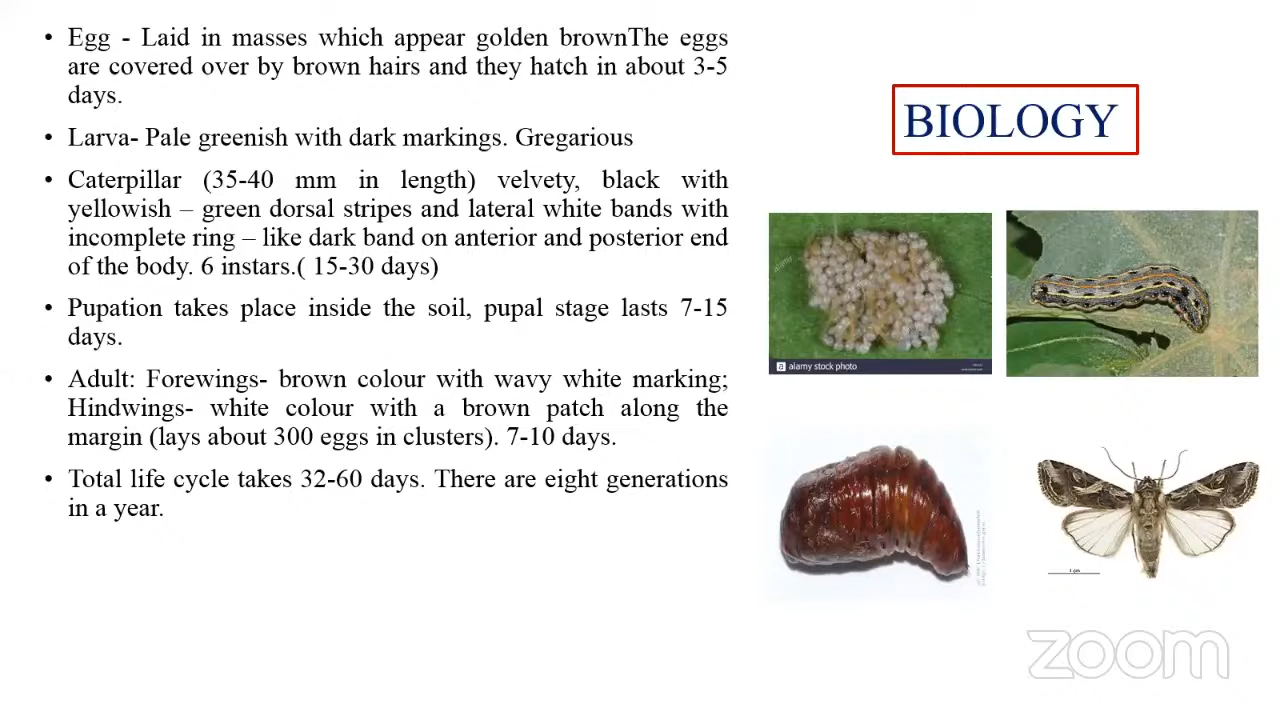 • Egg - Laid in masses which appear golden brownThe eggs
are covered over by brown hairs and they hatch in about 3-5
days.
• Larva- Pale greenish with dark markings. Gregarious
• Caterpillar (35-40 mm in length) velvety, black with
yellowish – green dorsal stripes and lateral white bands with
incomplete ring – like dark band on anterior and posterior end
of the body. 6 instars.( 15-30 days)
• Pupation takes place inside the soil, pupal stage lasts 7-15
days.
• Adult: Forewings- brown colour with wavy white marking;
Hindwings- white colour with a brown patch along the
margin (lays about 300 eggs in clusters). 7-10 days.
• Total life cycle takes 32-60 days. There are eight generations
in a year.
BIOLOGY
alamy
a alamy stock photo
1 cm
zoom